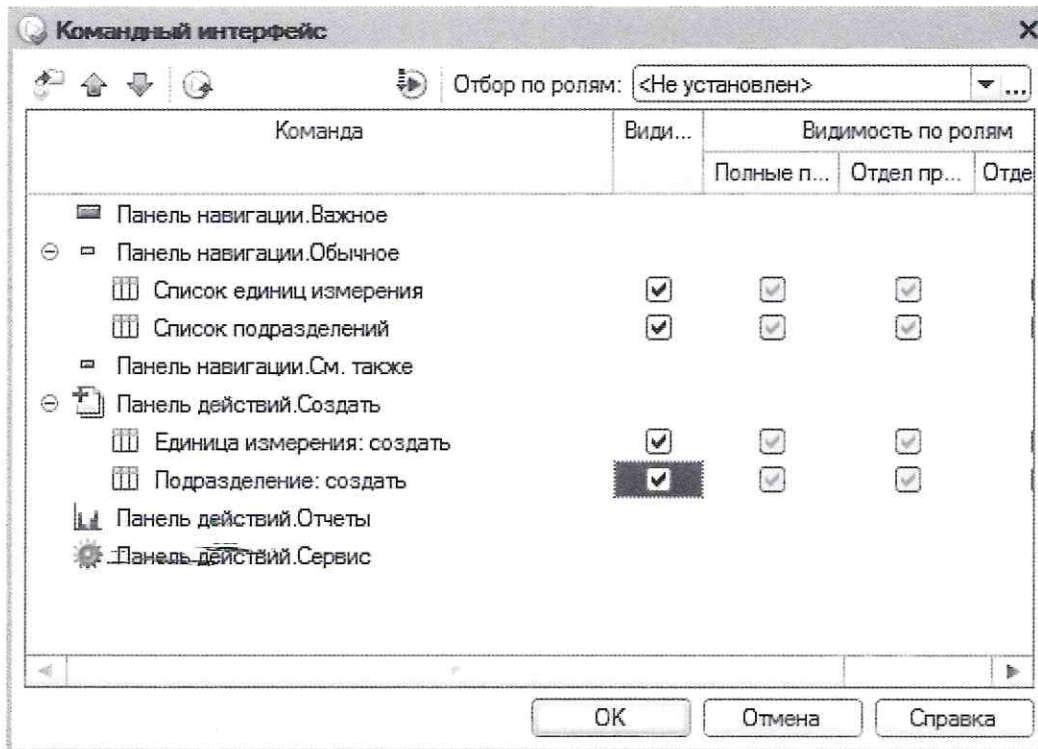 Командный интерфейс
Отбор по ролям: <Не установлен> ...
Команда Види... Видимость по ролям
Полные п... Отдел пр... Отде
Панель навигации.Важное
Панель навигации.Обычное
Список единиц измерения
Список подразделений
Панель навигации.См. также
Панель действий.Создать
Единица измерения: создать
Подразделение: создать
Панель действий.Отчеты
Панель действий.Сервис
OK Отмена Справка